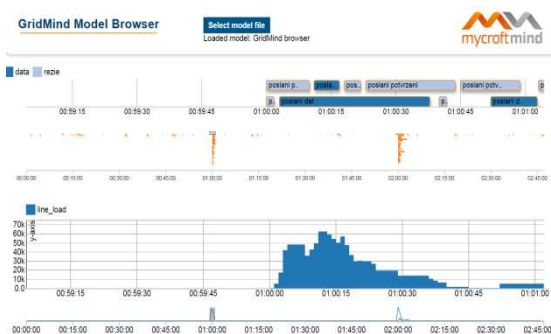 GridMind Model Browser
Select model file
Loaded model: GridMind browser
mycroftmind
data rezie
poslani p.. posla... pos.. poslani potvrzeni poslani potv.. p
p.. poslani dat p.. poslani d...
00:59:15 00:59:30 00:59:45 01:00:00 01:00:15 01:00:30 01:00:45 01:01:00
00:00:00 00:15:00 00:30:00 00:45:00 01:00:00 01:15:00 01:30:00 01:45:00 02:00:00 02:15:00 02:30:00 02:45:00
line_load
y-axis
70k
60k
50k
40k
30k
20k
10k
0.0
00:59:15 00:59:30 00:59:45 01:00:00 01:00:15 01:00:30 01:00:45 01:01:00
00:00:00 00:15:00 00:30:00 00:45:00 01:00:00 01:15:00 01:30:00 01:45:00 02:00:00 02:15:00 02:30:00 02:45:00